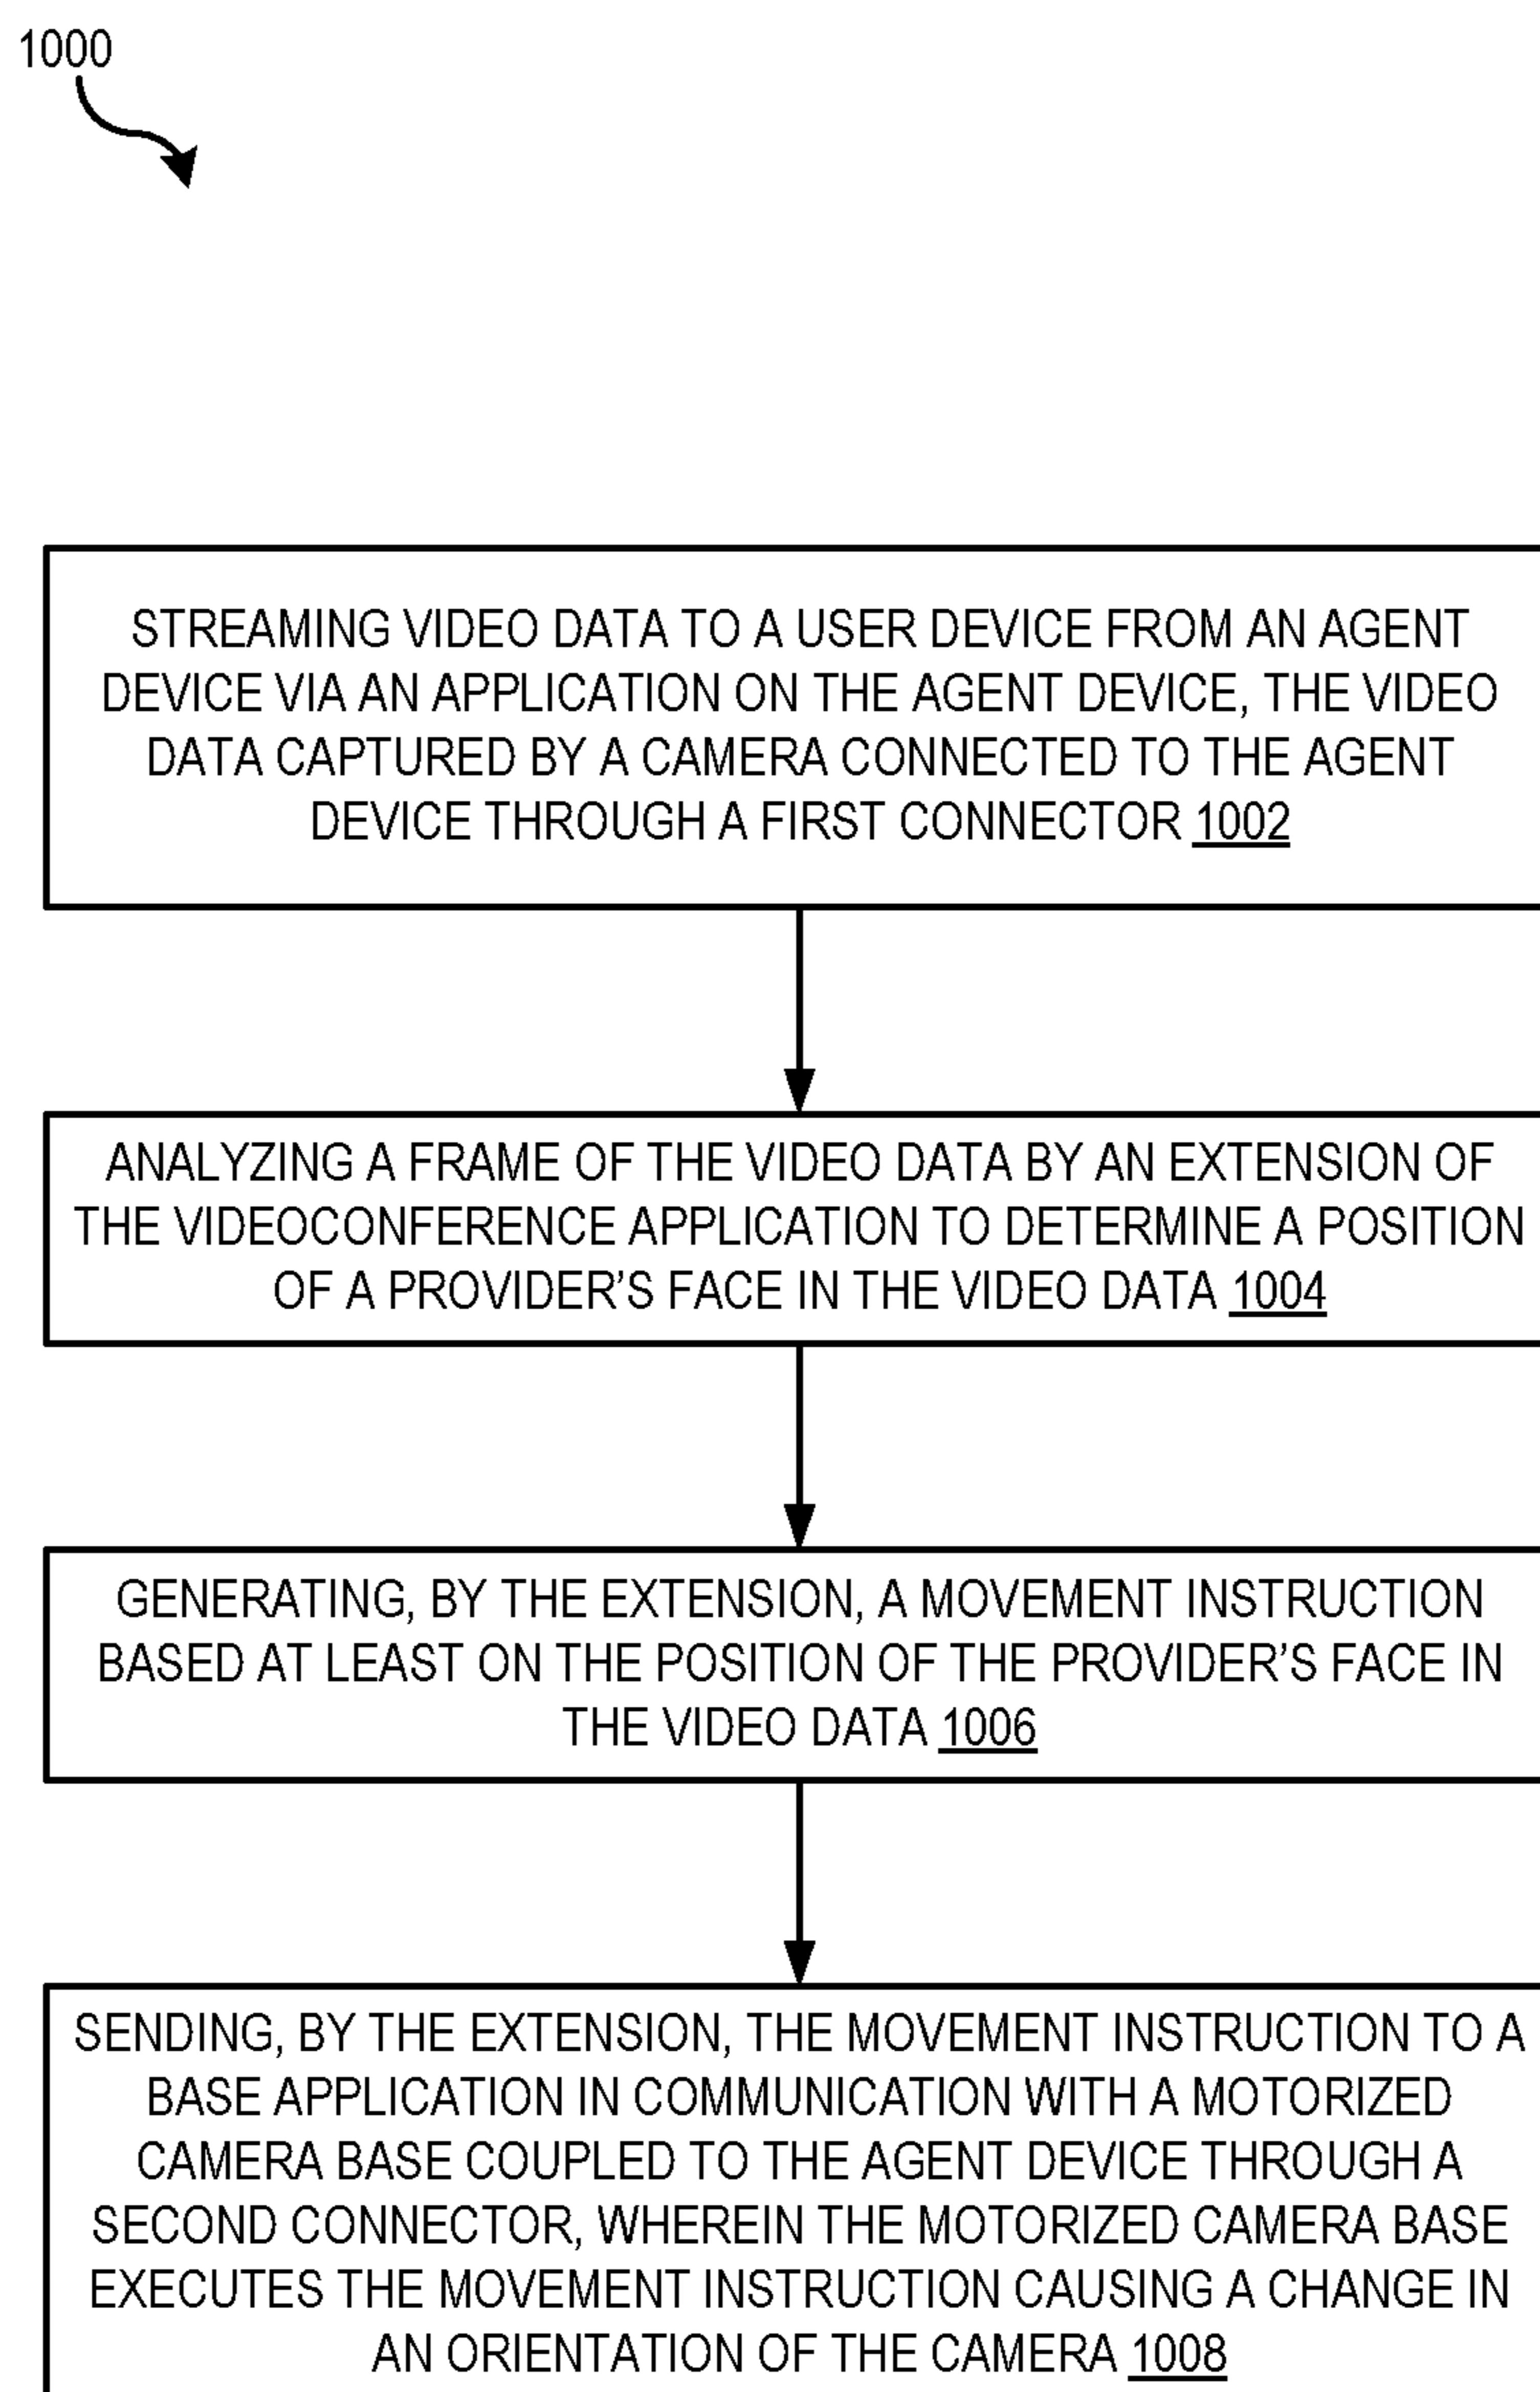 1000
STREAMING VIDEO DATA TO A USER DEVICE FROM AN AGENT
DEVICE VIA AN APPLICATION ON THE AGENT DEVICE, THE VIDEO
DATA CAPTURED BY A CAMERA CONNECTED TO THE AGENT
DEVICE THROUGH A FIRST CONNECTOR 1002
ANALYZING A FRAME OF THE VIDEO DATA BY AN EXTENSION OF
THE VIDEOCONFERENCE APPLICATION TO DETERMINE A POSITION
OF A PROVIDER’S FACE IN THE VIDEO DATA 1004
GENERATING, BY THE EXTENSION, A MOVEMENT INSTRUCTION
BASED AT LEAST ON THE POSITION OF THE PROVIDER’S FACE IN
THE VIDEO DATA 1006
SENDING, BY THE EXTENSION, THE MOVEMENT INSTRUCTION TO A
BASE APPLICATION IN COMMUNICATION WITH A MOTORIZED
CAMERA BASE COUPLED TO THE AGENT DEVICE THROUGH A
SECOND CONNECTOR, WHEREIN THE MOTORIZED CAMERA BASE
EXECUTES THE MOVEMENT INSTRUCTION CAUSING A CHANGE IN
AN ORIENTATION OF THE CAMERA 1008